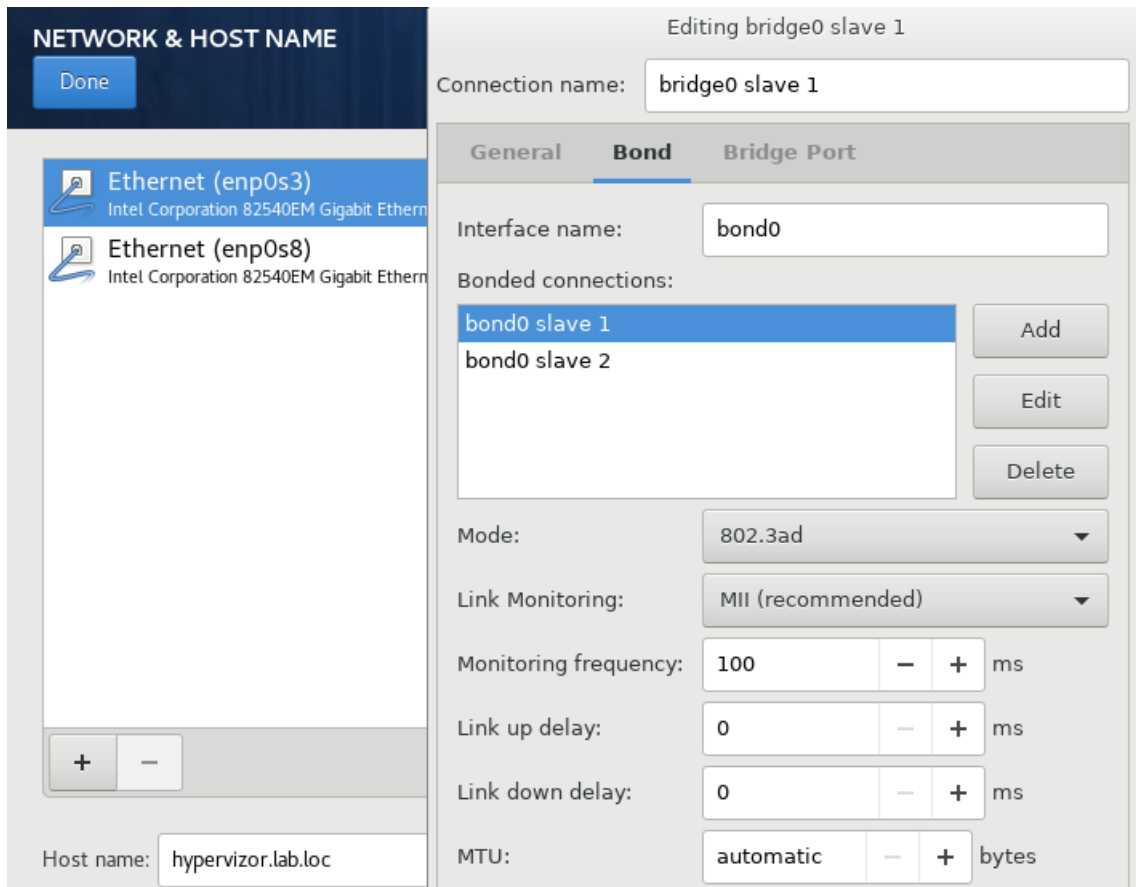 NETWORK & HOST NAME
Done
Ethernet (enp0s3)
Intel Corporation 82540EM Gigabit Ethern
Ethernet (enp0s8)
Intel Corporation 82540EM Gigabit Ethern
+ −
Host name: hypervizor.lab.loc
Editing bridge0 slave 1
Connection name: bridge0 slave 1
General Bond Bridge Port
Interface name: bond0
Bonded connections:
bond0 slave 1
bond0 slave 2
Add
Edit
Delete
Mode: 802.3ad
Link Monitoring: MII (recommended)
Monitoring frequency: 100 − + ms
Link up delay: 0 − + ms
Link down delay: 0 − + ms
MTU: automatic − + bytes